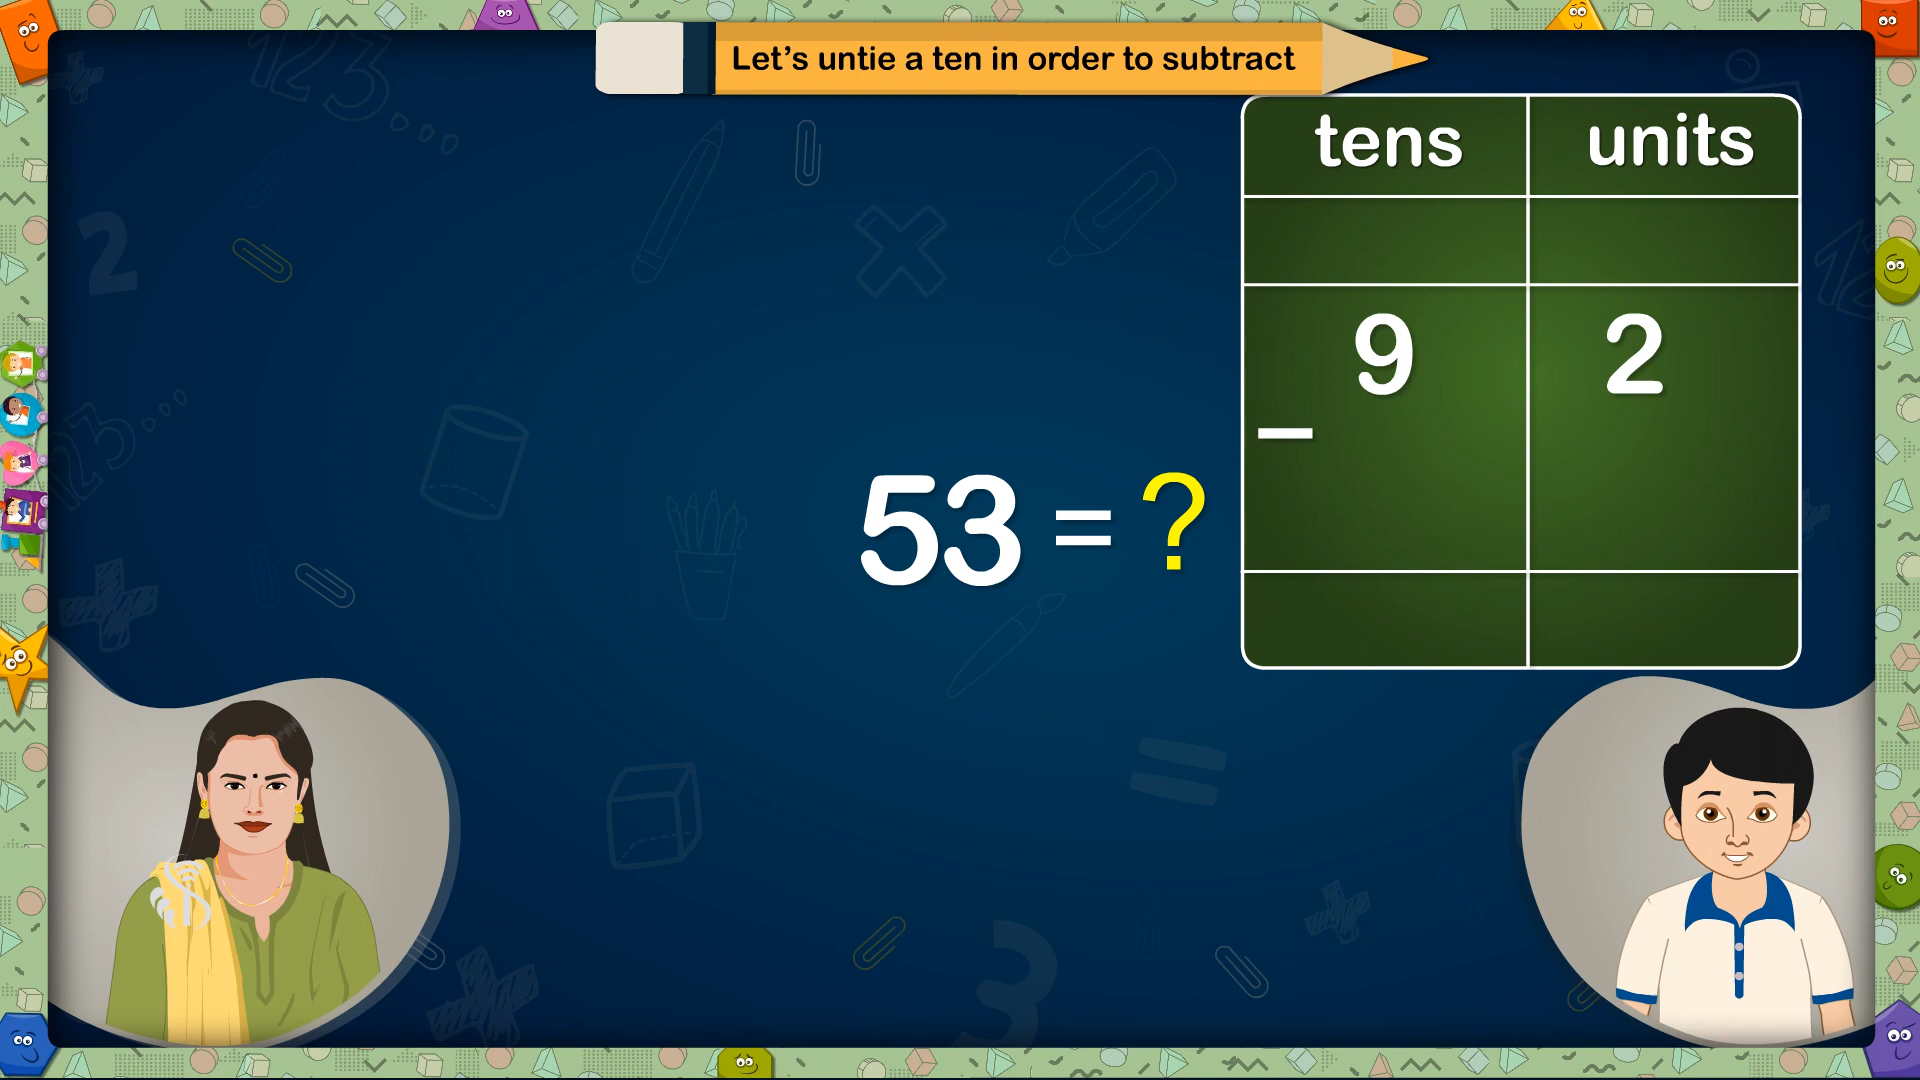 Let's untie a ten in order to subtract
tens units
9 2
–
53 = ?